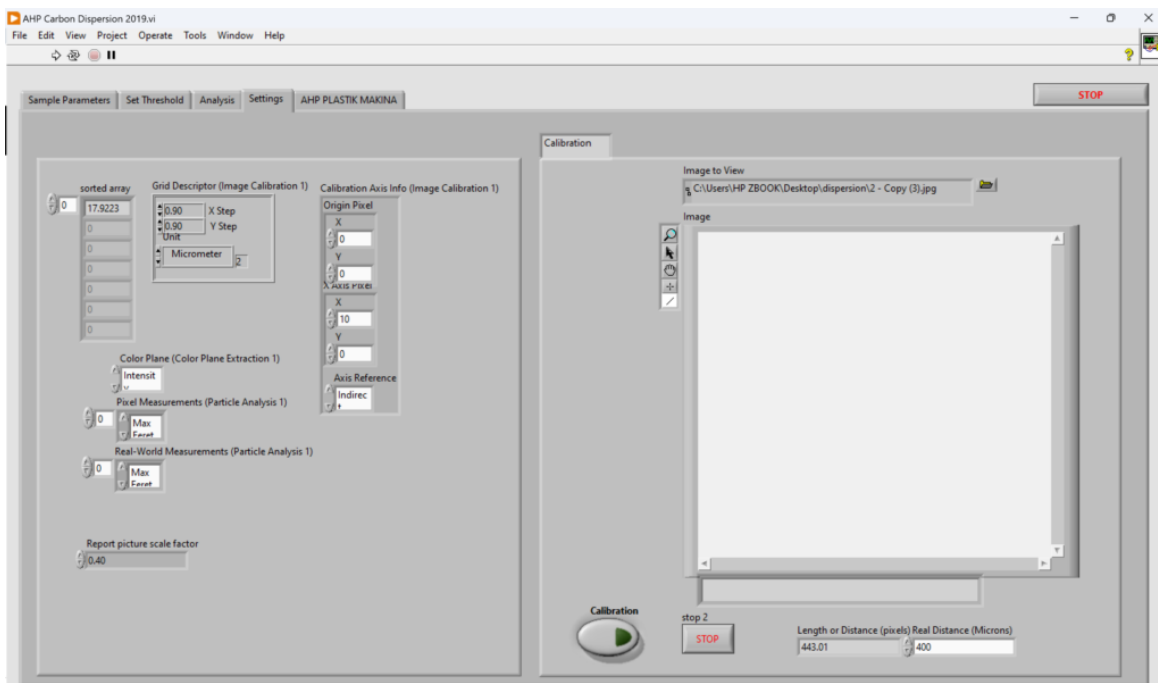 AHP Carbon Dispersion 2019.vi
File Edit View Project Operate Tools Window Help
Sample Parameters Set Threshold Analysis Settings AHP PLASTIK MAKINA
STOP
Calibration
sorted array
0
17.9223
0
0
0
0
0
0
Grid Descriptor (Image Calibration 1)
0.90 X Step
0.90 Y Step
Unit
Micrometer 2
Calibration Axis Info (Image Calibration 1)
Origin Pixel
X
0
Y
0
X Axis Pixel
X
10
Y
0
Axis Reference
Indirec
t
Color Plane (Color Plane Extraction 1)
Intensit
y
Pixel Measurements (Particle Analysis 1)
0
Max
Feret
Real-World Measurements (Particle Analysis 1)
0
Max
Feret
Report picture scale factor
0.40
Image to View
C:\Users\HP ZBOOK\Desktop\dispersion\2 - Copy (3).jpg
Image
Calibration
stop 2
STOP
Length or Distance (pixels) Real Distance (Microns)
443.01 400